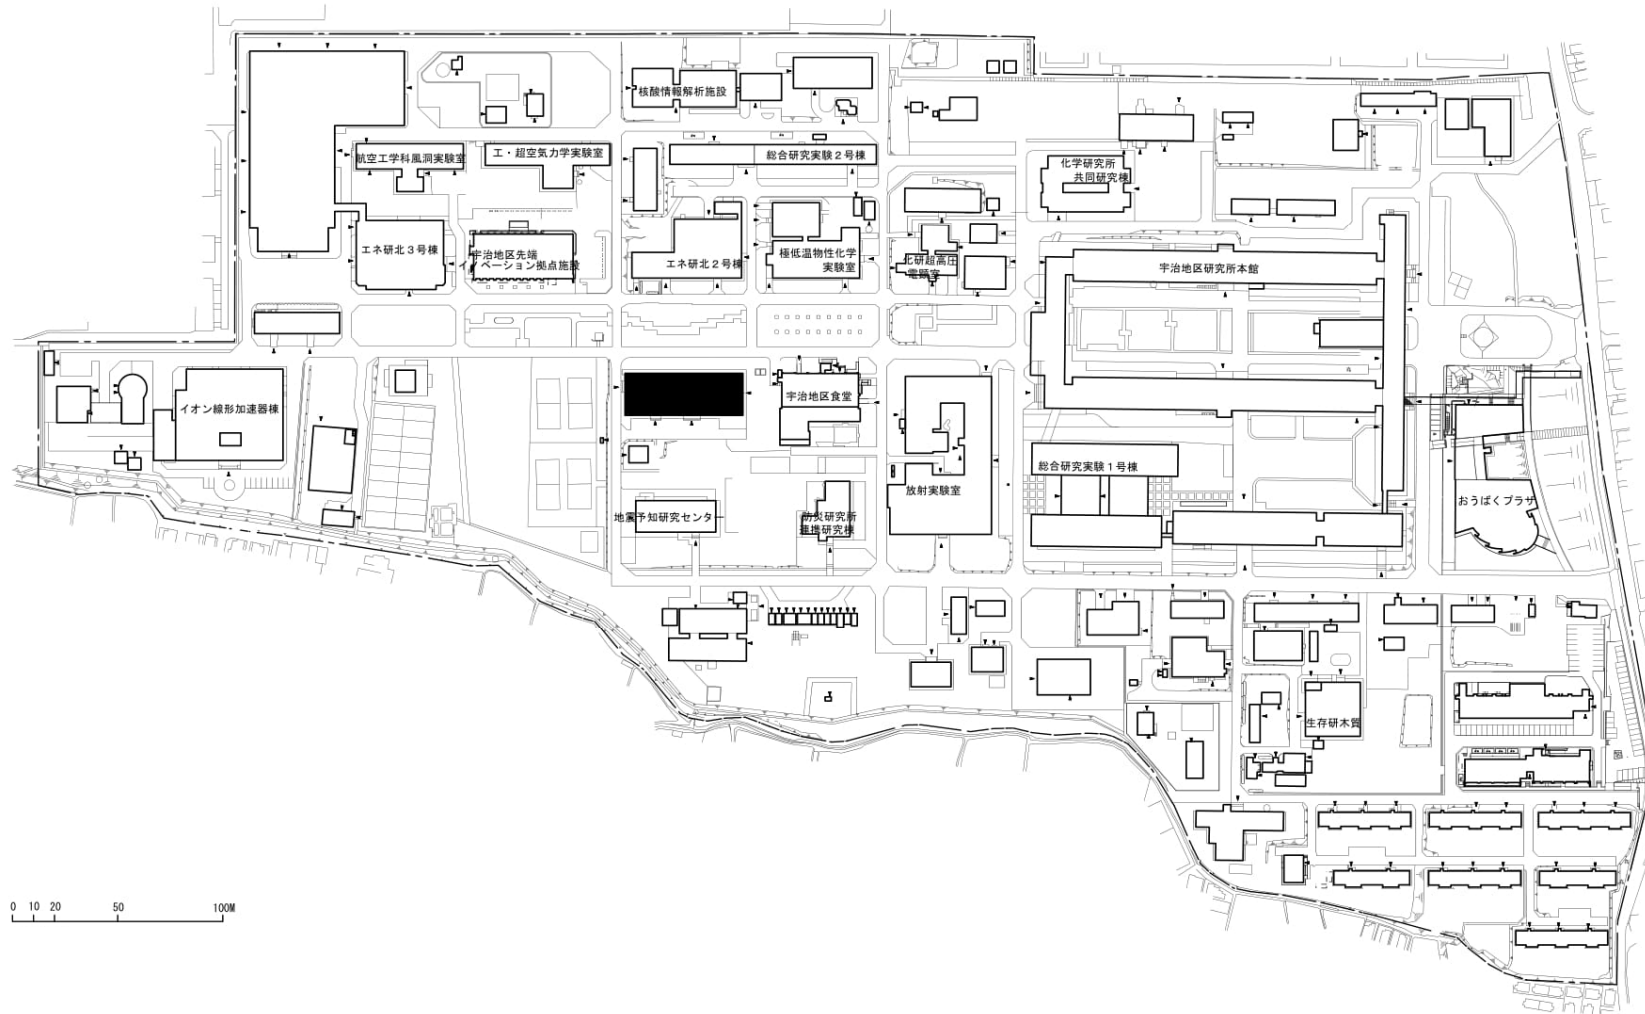 核酸情報解析施設
航空工学科風洞実験室
工・超空気力学実験室
総合研究実験２号棟
化学研究所
共同研究棟
エネ研北３号棟
宇治地区先端
イノベーション拠点施設
エネ研北２号棟
極低温物性化学
実験室
化研超高圧
電顕室
宇治地区研究所本館
イオン線形加速器棟
宇治地区食堂
総合研究実験１号棟
放射実験室
おうばくプラザ
地震予知研究センター
防災研究所
連携研究棟
生存研木質
0 10 20 50 100M